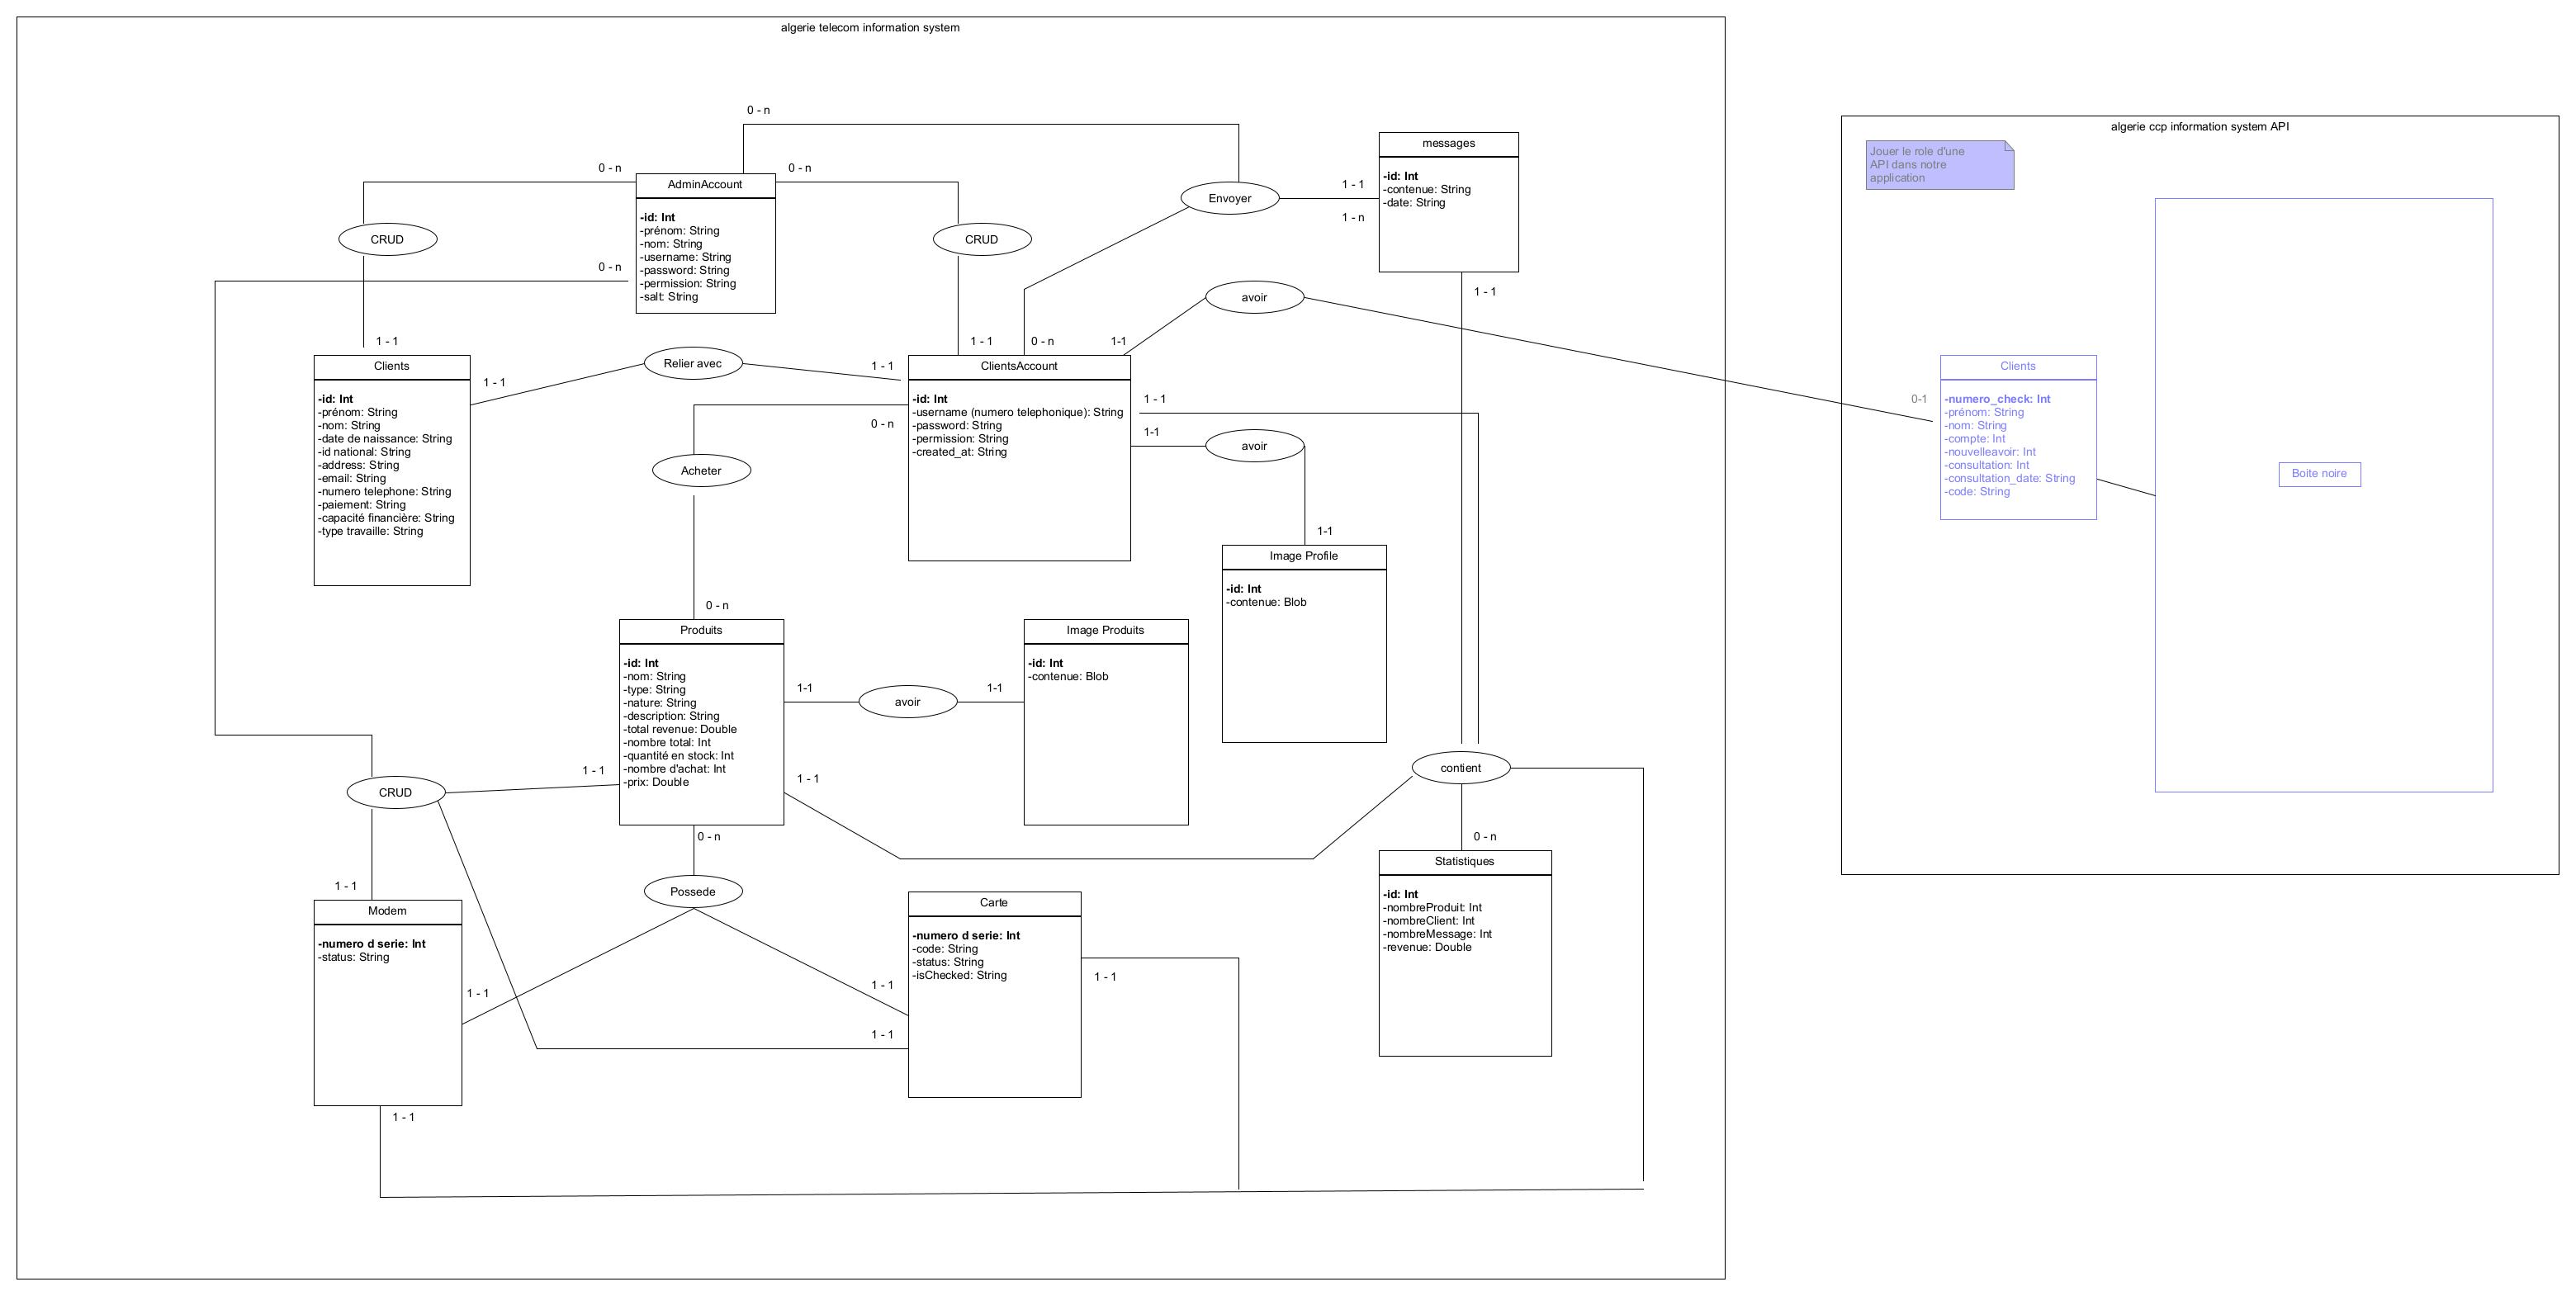 algerie telecom information system
0 - n
0 - n
0 - n
AdminAccount
-id: Int
-prénom: String
-nom: String
-username: String
-password: String
-permission: String
-salt: String
CRUD
CRUD
0 - n
Envoyer
1 - 1
1 - n
messages
-id: Int
-contenue: String
-date: String
1 - 1
avoir
1 - 1
Clients
-id: Int
-prénom: String
-nom: String
-date de naissance: String
-id national: String
-address: String
-email: String
-numero telephone: String
-paiement: String
-capacité financière: String
-type travaille: String
1 - 1
Relier avec
1 - 1
1 - 1
0 - n
1-1
ClientsAccount
-id: Int
-username (numero telephonique): String
-password: String
-permission: String
-created_at: String
0 - n
Acheter
1 - 1
1-1
avoir
1-1
Image Profile
-id: Int
-contenue: Blob
0 - n
Produits
-id: Int
-nom: String
-type: String
-nature: String
-description: String
-total revenue: Double
-nombre total: Int
-quantité en stock: Int
-nombre d'achat: Int
-prix: Double
1-1
avoir
1-1
Image Produits
-id: Int
-contenue: Blob
CRUD
1 - 1
1 - 1
contient
0 - n
Possede
0 - n
Statistiques
-id: Int
-nombreProduit: Int
-nombreClient: Int
-nombreMessage: Int
-revenue: Double
1 - 1
Modem
-numero d serie: Int
-status: String
1 - 1
1 - 1
1 - 1
Carte
-numero d serie: Int
-code: String
-status: String
-isChecked: String
1 - 1
1 - 1
algerie ccp information system API
Jouer le role d'une
API dans notre
application
0-1
Clients
-numero_check: Int
-prénom: String
-nom: String
-compte: Int
-nouvelleavoir: Int
-consultation: Int
-consultation_date: String
-code: String
Boite noire